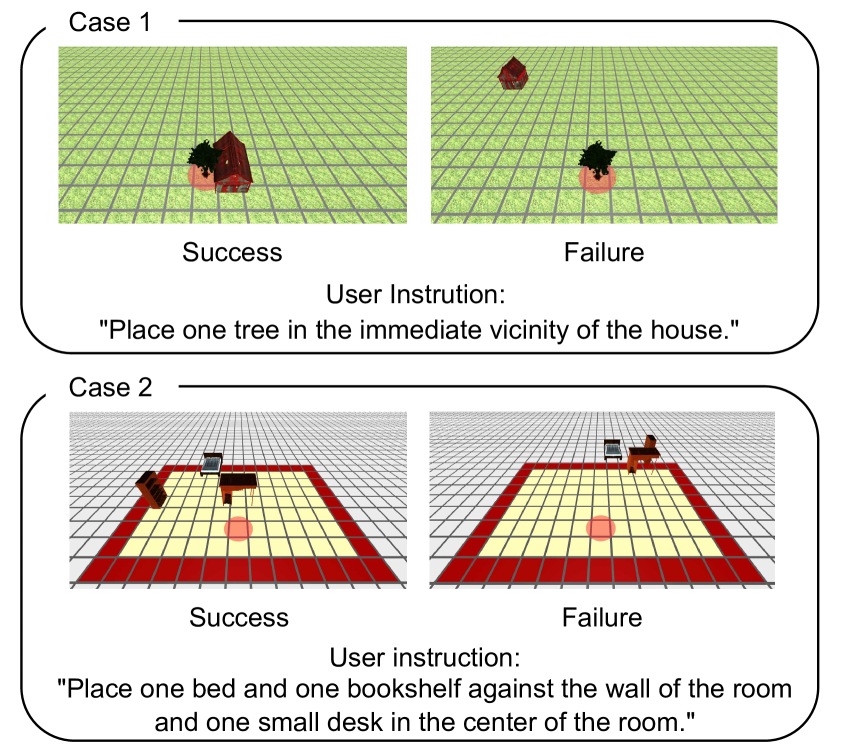 Case 1
Success
Failure
User Instrution:
"Place one tree in the immediate vicinity of the house."
Case 2
Success
Failure
User instruction:
"Place one bed and one bookshelf against the wall of the room
and one small desk in the center of the room."